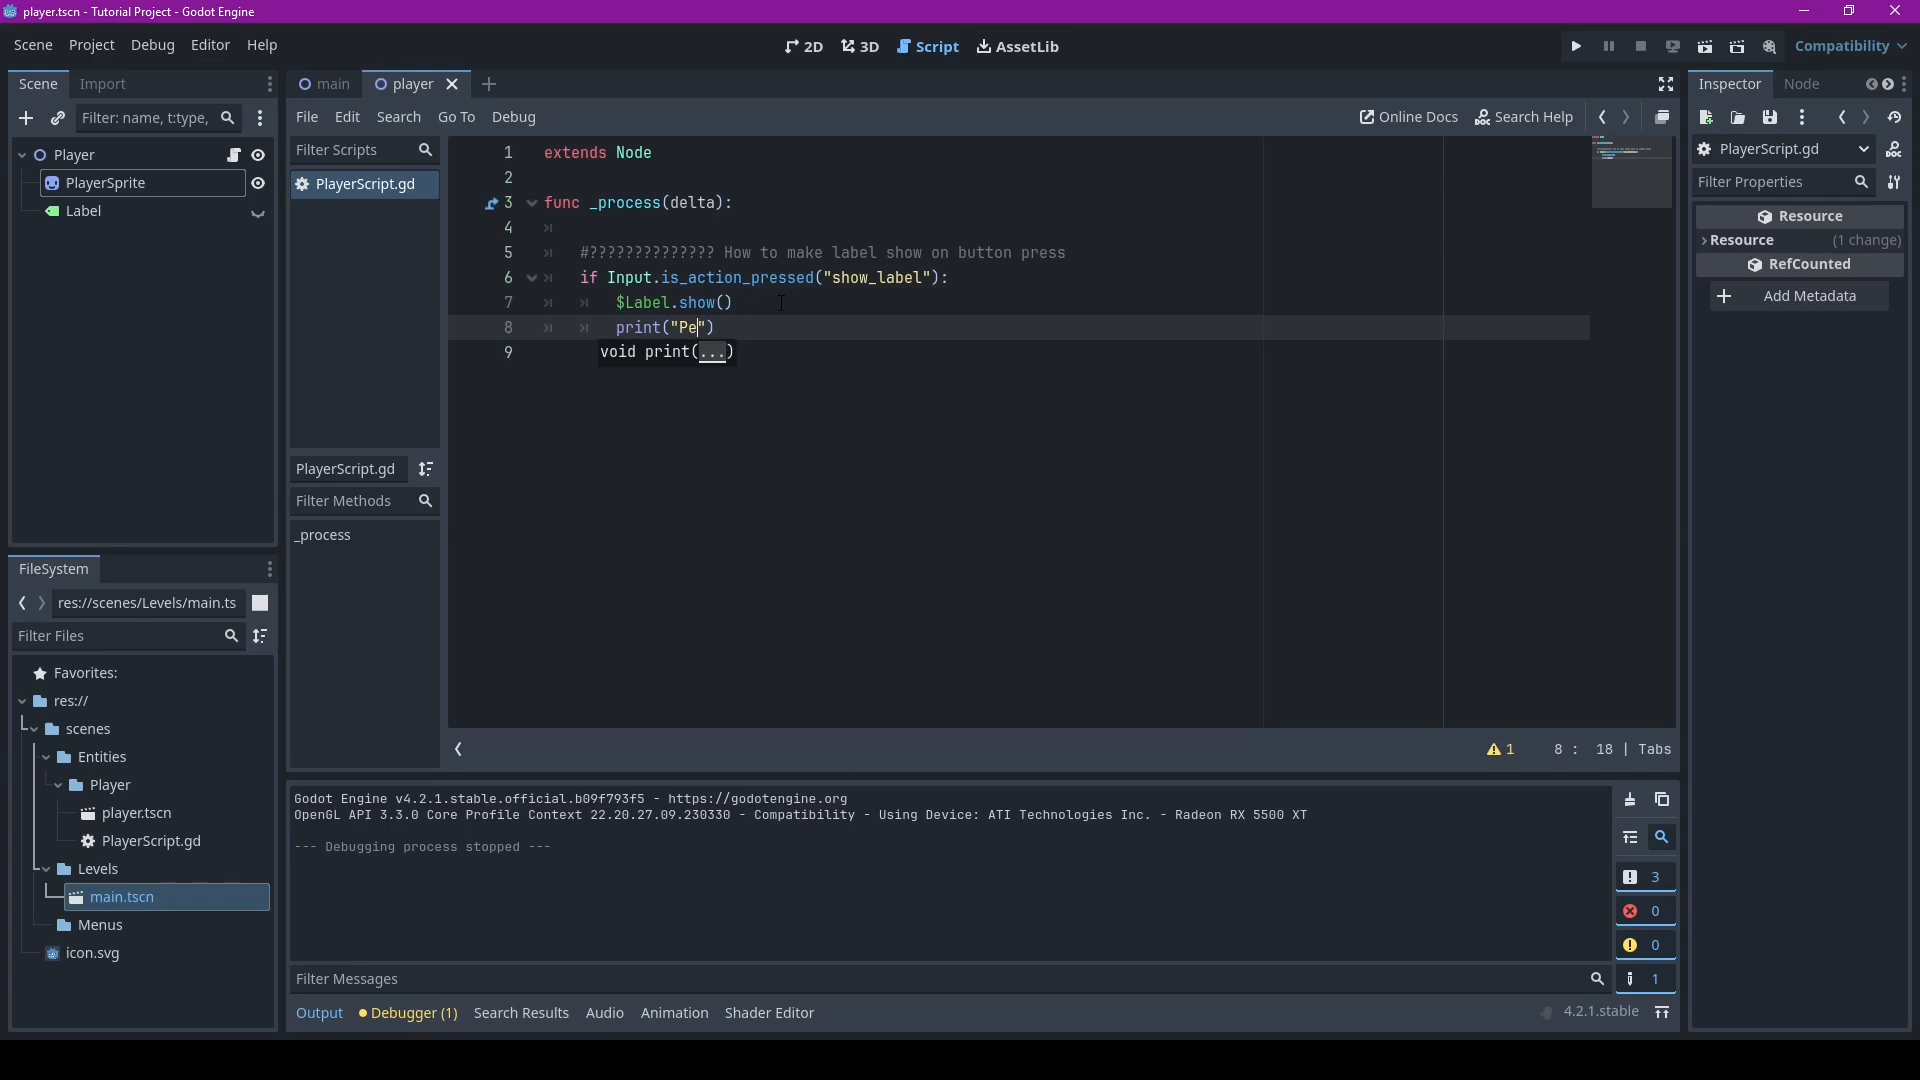 player.tscn - Tutorial Project - Godot Engine
Scene Project Debug Editor Help
2D 3D Script AssetLib
Compatibility
Scene Import
Filter: name, t:type,
Player
PlayerSprite
Label
main player
File Edit Search Go To Debug
Online Docs Search Help
Filter Scripts
PlayerScript.gd
PlayerScript.gd
Filter Methods
_process
1 extends Node
2
3 func _process(delta):
4
5 #?????????????? How to make label show on button press
6 if Input.is_action_pressed("show_label"):
7 $Label.show()
8 print("Pe")
9 void print(...)
1 8 : 18 | Tabs
Inspector Node
PlayerScript.gd
Filter Properties
Resource
Resource (1 change)
RefCounted
Add Metadata
FileSystem
res://scenes/Levels/main.ts
Filter Files
Favorites:
res://
scenes
Entities
Player
player.tscn
PlayerScript.gd
Levels
main.tscn
Menus
icon.svg
Godot Engine v4.2.1.stable.official.b09f793f5 - https://godotengine.org
OpenGL API 3.3.0 Core Profile Context 22.20.27.09.230330 - Compatibility - Using Device: ATI Technologies Inc. - Radeon RX 5500 XT
--- Debugging process stopped ---
3
0
0
1
Filter Messages
Output Debugger (1) Search Results Audio Animation Shader Editor
4.2.1.stable